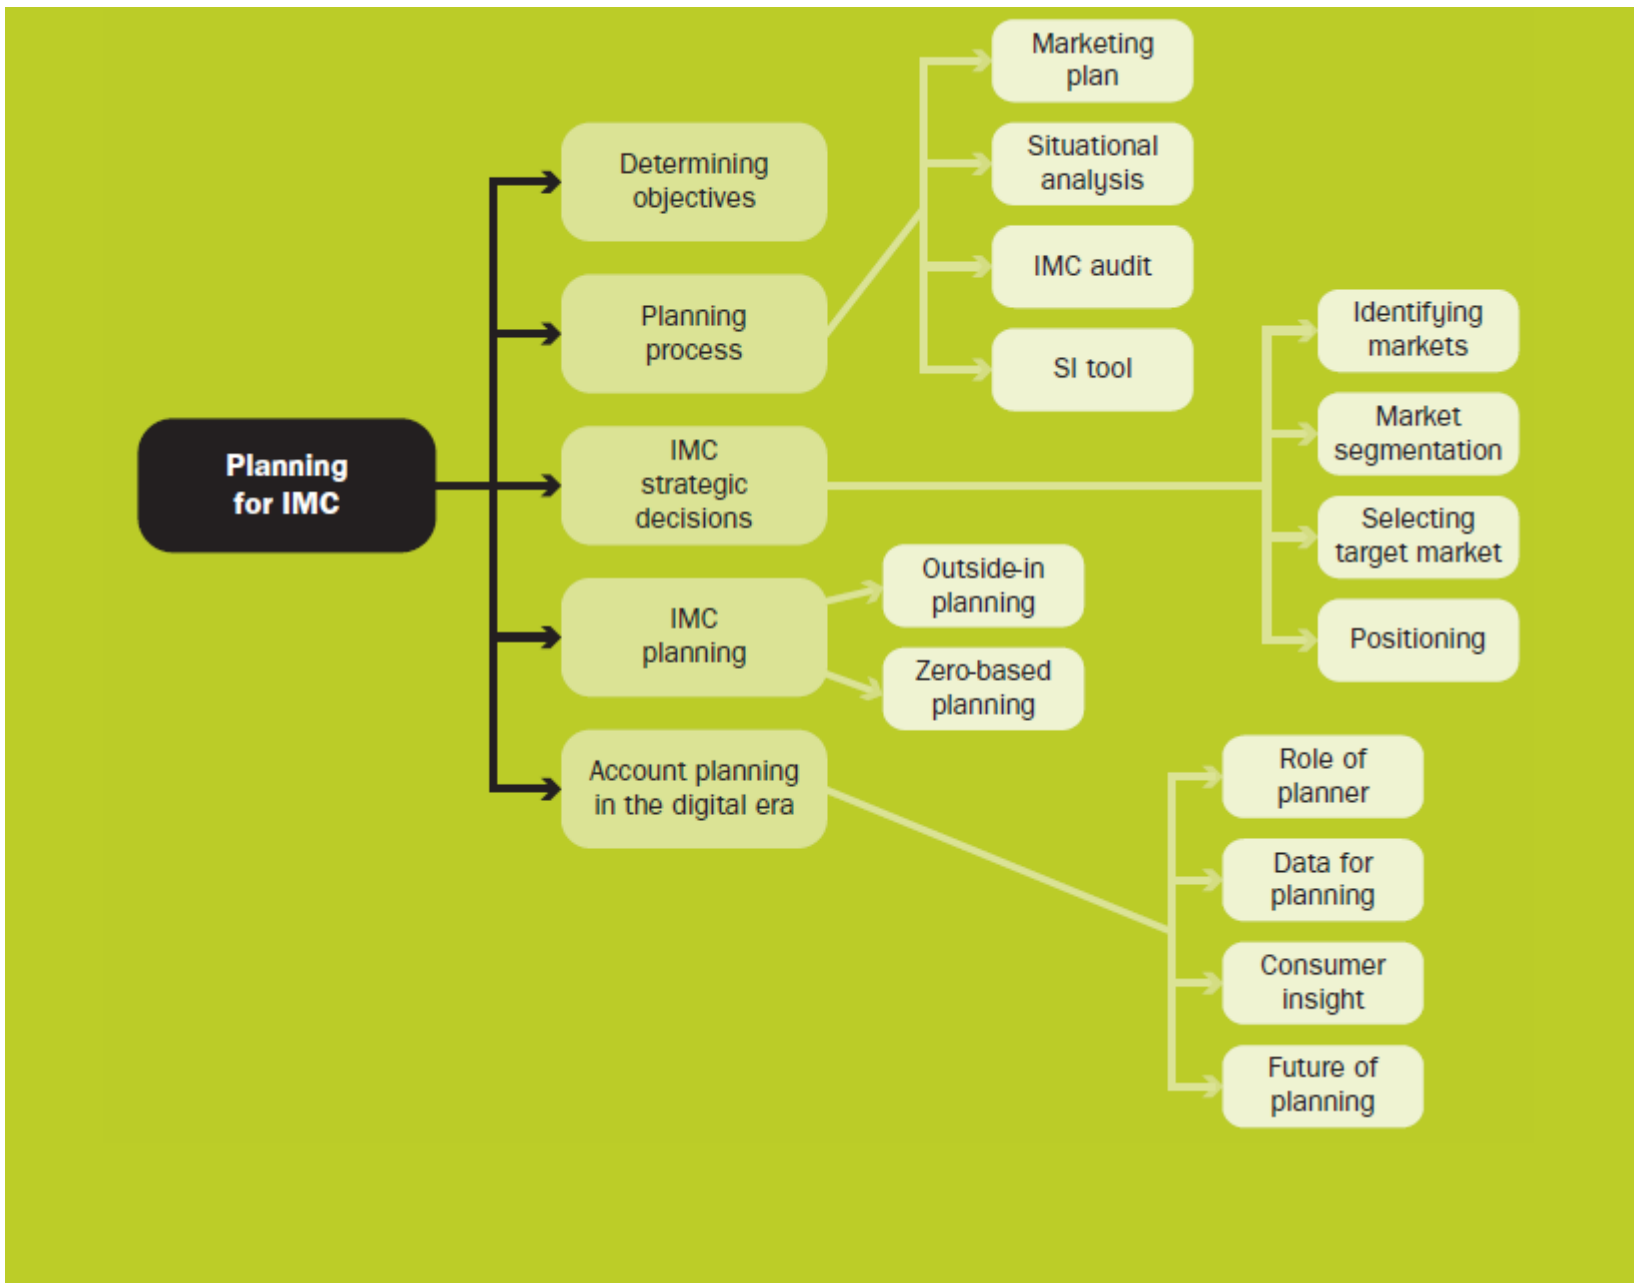 Planning
for IMC
Determining
objectives
Planning
process
Marketing
plan
Situational
analysis
IMC audit
SI tool
IMC
strategic
decisions
Identifying
markets
Market
segmentation
Selecting
target market
Positioning
IMC
planning
Outside-in
planning
Zero-based
planning
Account planning
in the digital era
Role of
planner
Data for
planning
Consumer
insight
Future of
planning